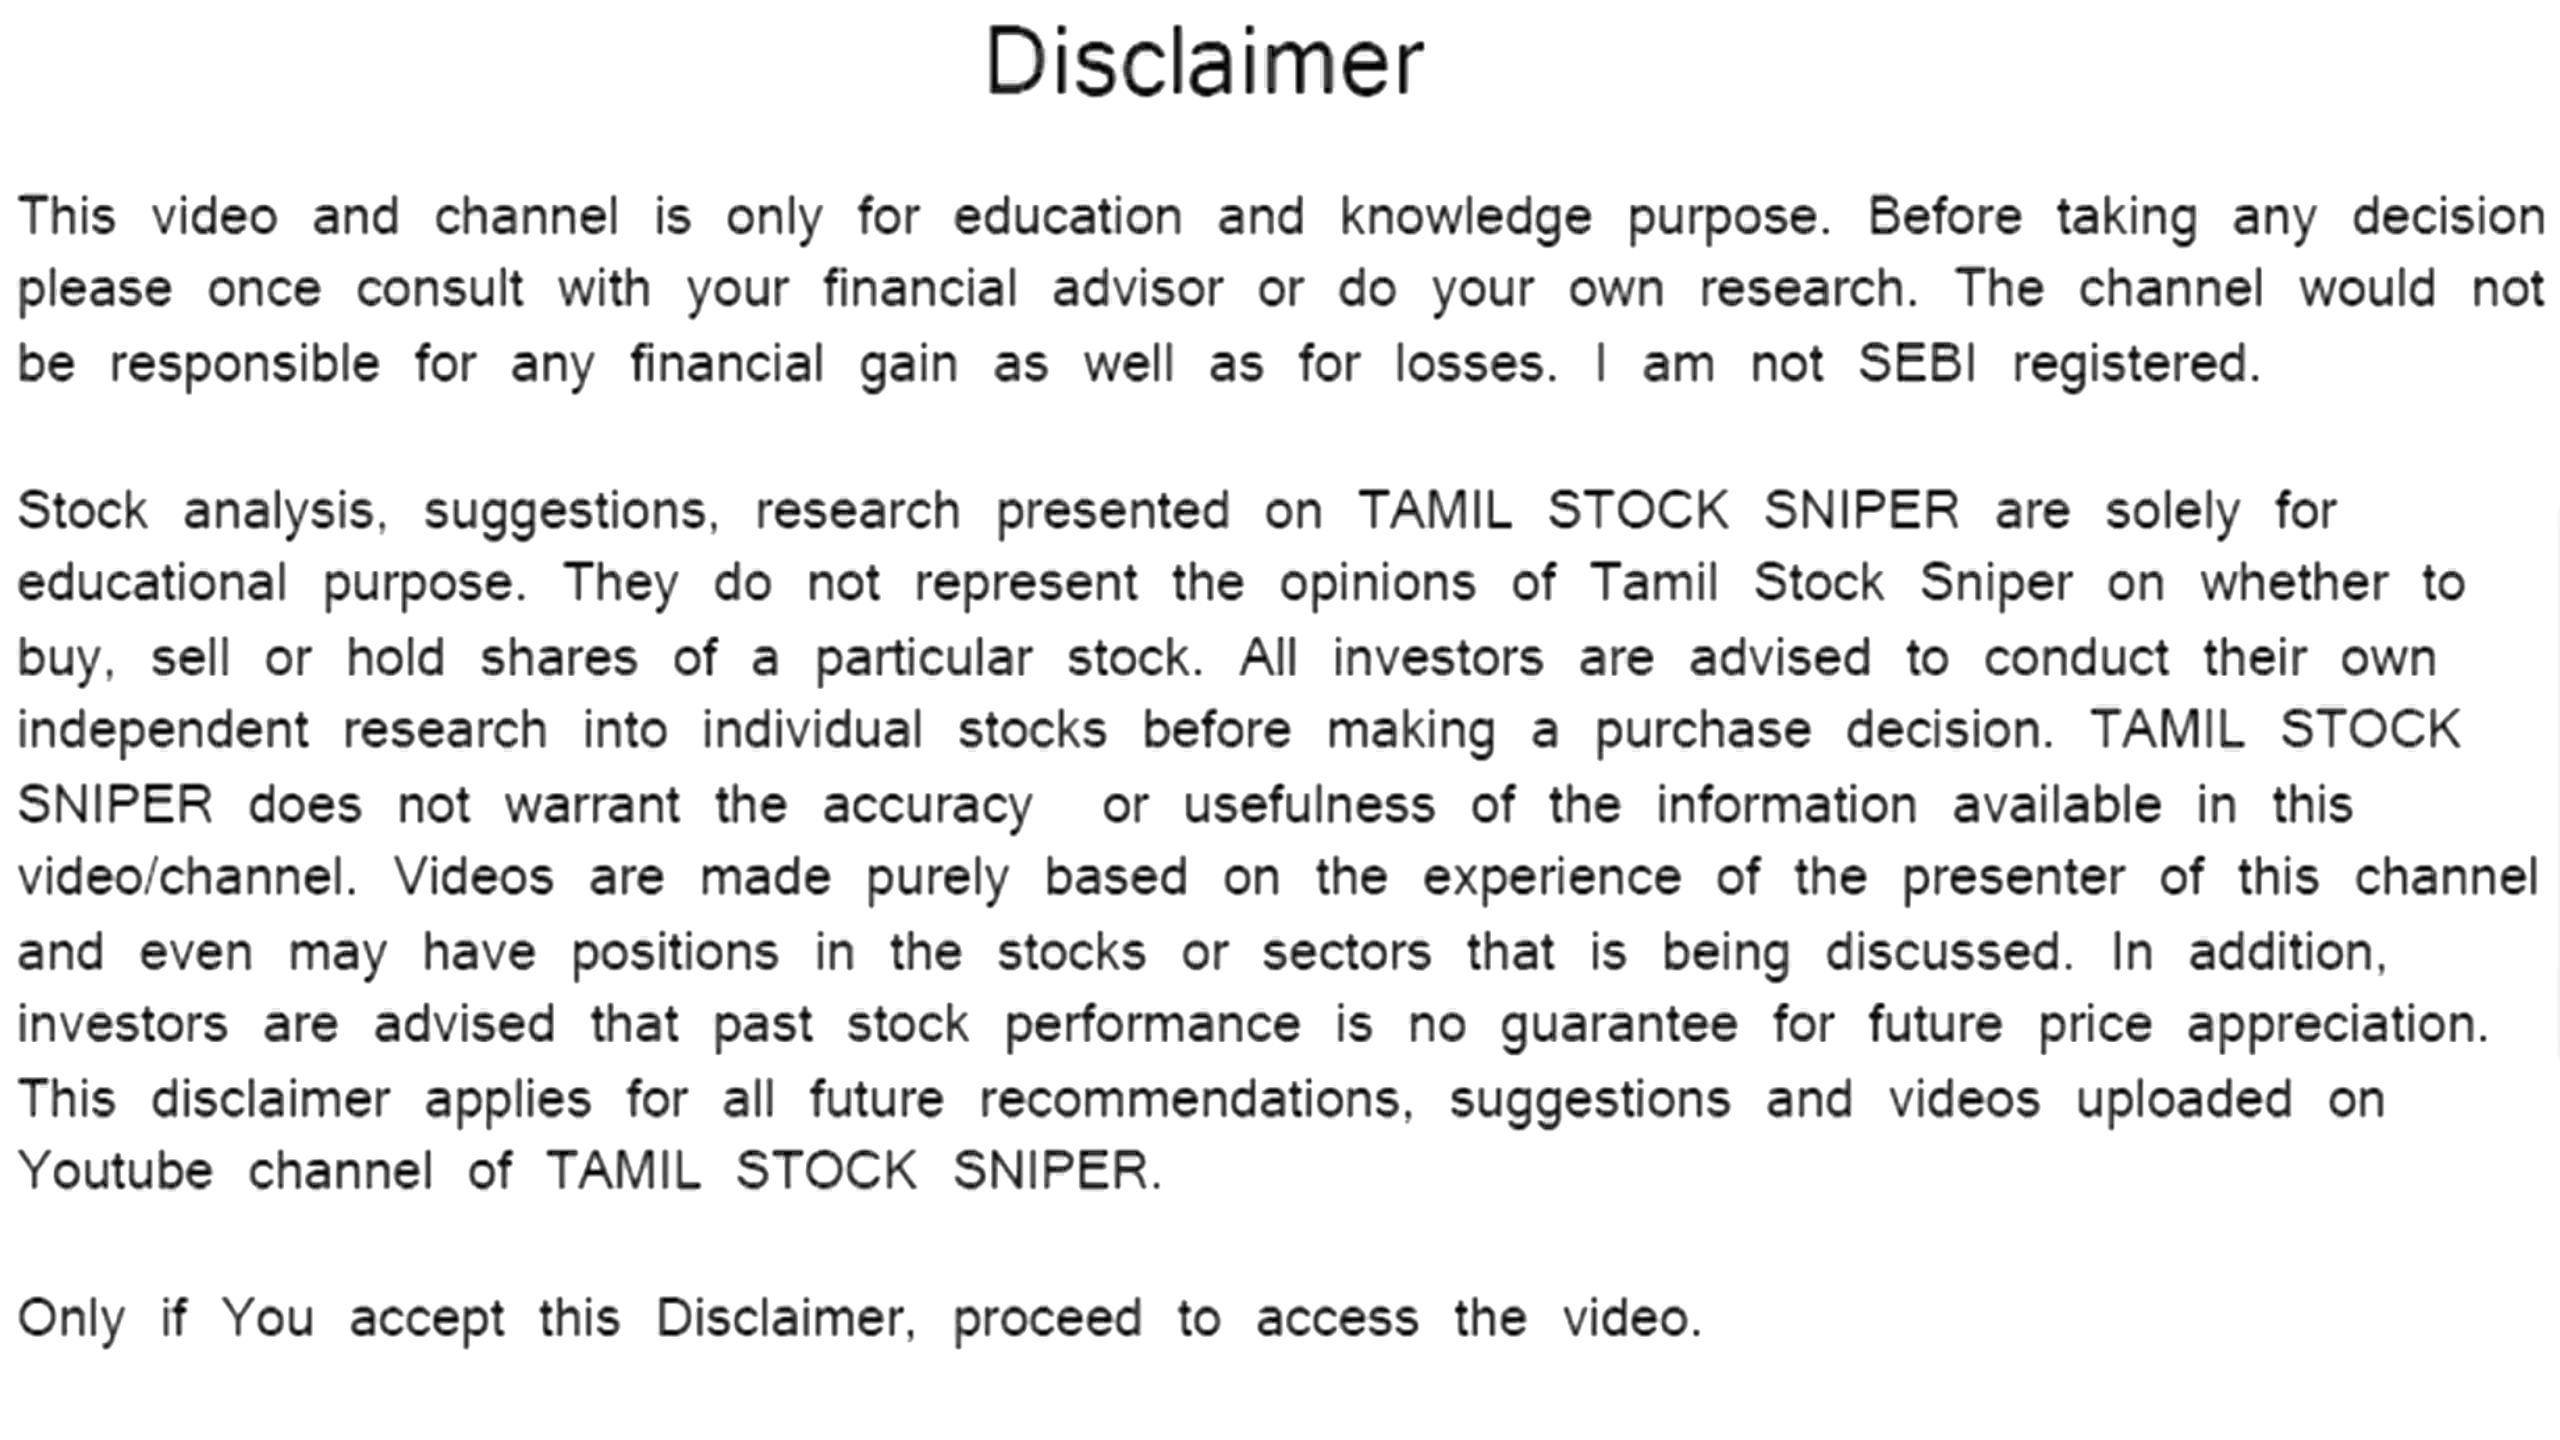 Disclaimer
This video and channel is only for education and knowledge purpose. Before taking any decision
please once consult with your financial advisor or do your own research. The channel would not
be responsible for any financial gain as well as for losses. I am not SEBI registered.
Stock analysis, suggestions, research presented on TAMIL STOCK SNIPER are solely for
educational purpose. They do not represent the opinions of Tamil Stock Sniper on whether to
buy, sell or hold shares of a particular stock. All investors are advised to conduct their own
independent research into individual stocks before making a purchase decision. TAMIL STOCK
SNIPER does not warrant the accuracy or usefulness of the information available in this
video/channel. Videos are made purely based on the experience of the presenter of this channel
and even may have positions in the stocks or sectors that is being discussed. In addition,
investors are advised that past stock performance is no guarantee for future price appreciation.
This disclaimer applies for all future recommendations, suggestions and videos uploaded on
Youtube channel of TAMIL STOCK SNIPER.
Only if You accept this Disclaimer, proceed to access the video.